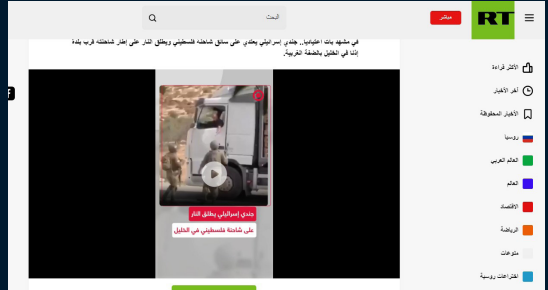 البحث
مباشر
RT
في مشهد بات اعتياديا.. جندي إسرائيلي يعتدي على سائق شاحنة فلسطيني ويطلق النار على إطار شاحنته قرب بلدة
إذنا في الخليل بالضفة الغربية.
الأكثر قراءة
آخر الأخبار
الأخبار المحفوظة
روسيا
العالم العربي
العالم
الاقتصاد
الرياضة
منوعات
افتراءات روسية
جندي إسرائيلي يطلق النار
على شاحنة فلسطيني في الخليل